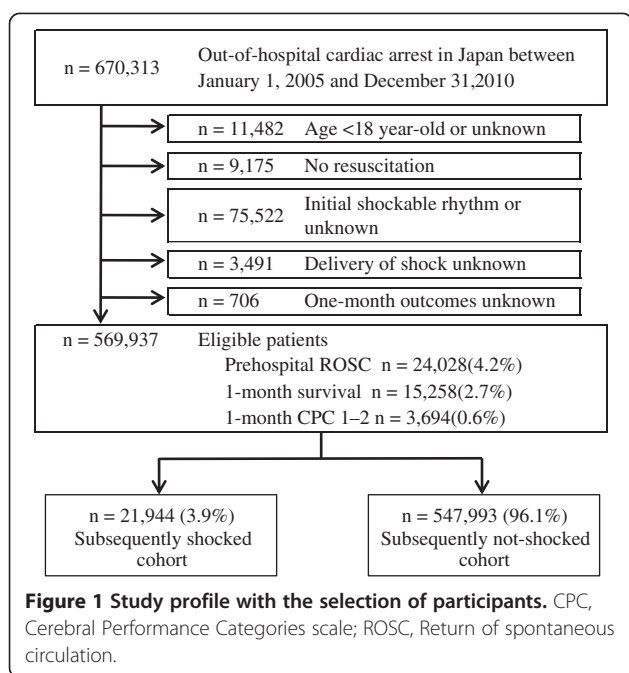 n = 670,313 Out-of-hospital cardiac arrest in Japan between
January 1, 2005 and December 31,2010
n = 11,482 Age <18 year-old or unknown
n = 9,175 No resuscitation
n = 75,522 Initial shockable rhythm or
unknown
n = 3,491 Delivery of shock unknown
n = 706 One-month outcomes unknown
n = 569,937 Eligible patients
Prehospital ROSC n = 24,028(4.2%)
1-month survival n = 15,258(2.7%)
1-month CPC 1–2 n = 3,694(0.6%)
n = 21,944 (3.9%)
Subsequently shocked
cohort
n = 547,993 (96.1%)
Subsequently not-shocked
cohort
Figure 1 Study profile with the selection of participants. CPC,
Cerebral Performance Categories scale; ROSC, Return of spontaneous
circulation.